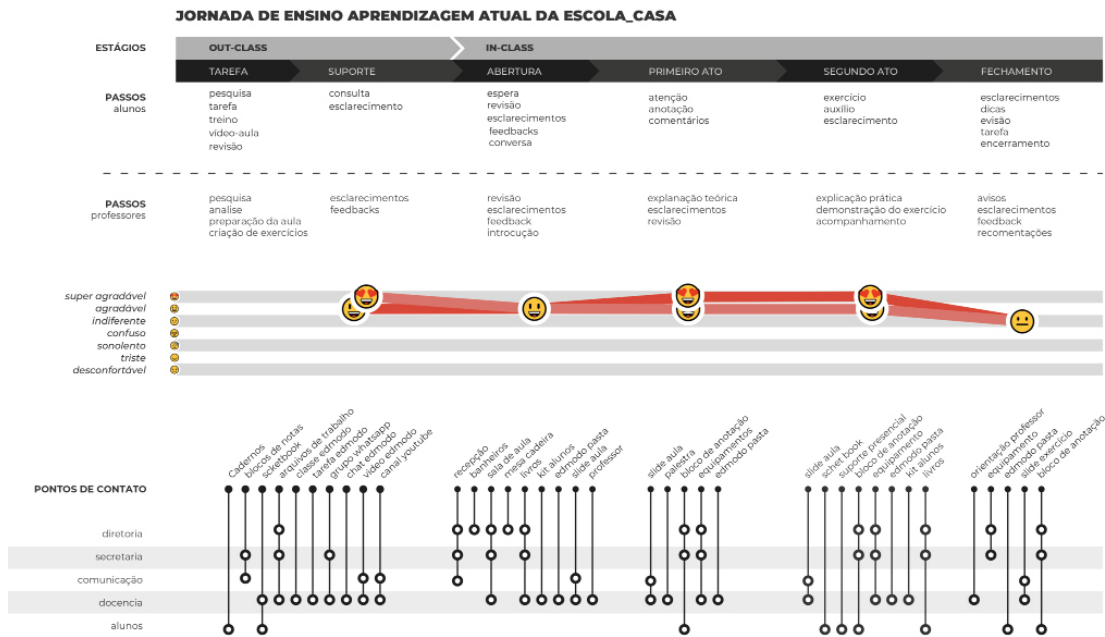 JORNADA DE ENSINO APRENDIZAGEM ATUAL DA ESCOLA_CASA
ESTÁGIOS
OUT-CLASS
IN-CLASS
TAREFA
SUPORTE
ABERTURA
PRIMEIRO ATO
SEGUNDO ATO
FECHAMENTO
PASSOS
alunos
pesquisa
tarefa
treino
vídeo-aula
revisão
consulta
esclarecimento
espera
revisão
esclarecimentos
feedbacks
conversa
atenção
anotação
comentários
exercício
auxílio
esclarecimento
esclarecimentos
dicas
evisão
tarefa
encerramento
PASSOS
professores
pesquisa
analise
preparação da aula
criação de exercícios
esclarecimentos
feedbacks
revisão
esclarecimentos
feedback
introcução
explanação teórica
esclarecimentos
revisão
explicação prática
demonstração do exercício
acompanhamento
avisos
esclarecimentos
feedback
recomentações
super agradável
agradável
indiferente
confuso
sonolento
triste
desconfortável
PONTOS DE CONTATO
Cadernos
blocos de notas
scketbook
arquivos de trabalho
classe edmodo
tarefa edmodo
grupo whatsapp
chat edmodo
vídeo edmodo
canal youtube
recepção
banheiros
sala de aula
mesa cadeira
livros
kit alunos
edmodo pasta
slide aula
professor
slide aula
palestra
bloco de anotação
equipamentos
edmodo pasta
slide aula
schet book
suporte presencial
bloco de anotação
equipamento
edmodo pasta
kit alunos
livros
orientação professor
equipamento
edmodo pasta
slide exercício
bloco de anotação
diretoria
secretaria
comunicação
docencia
alunos